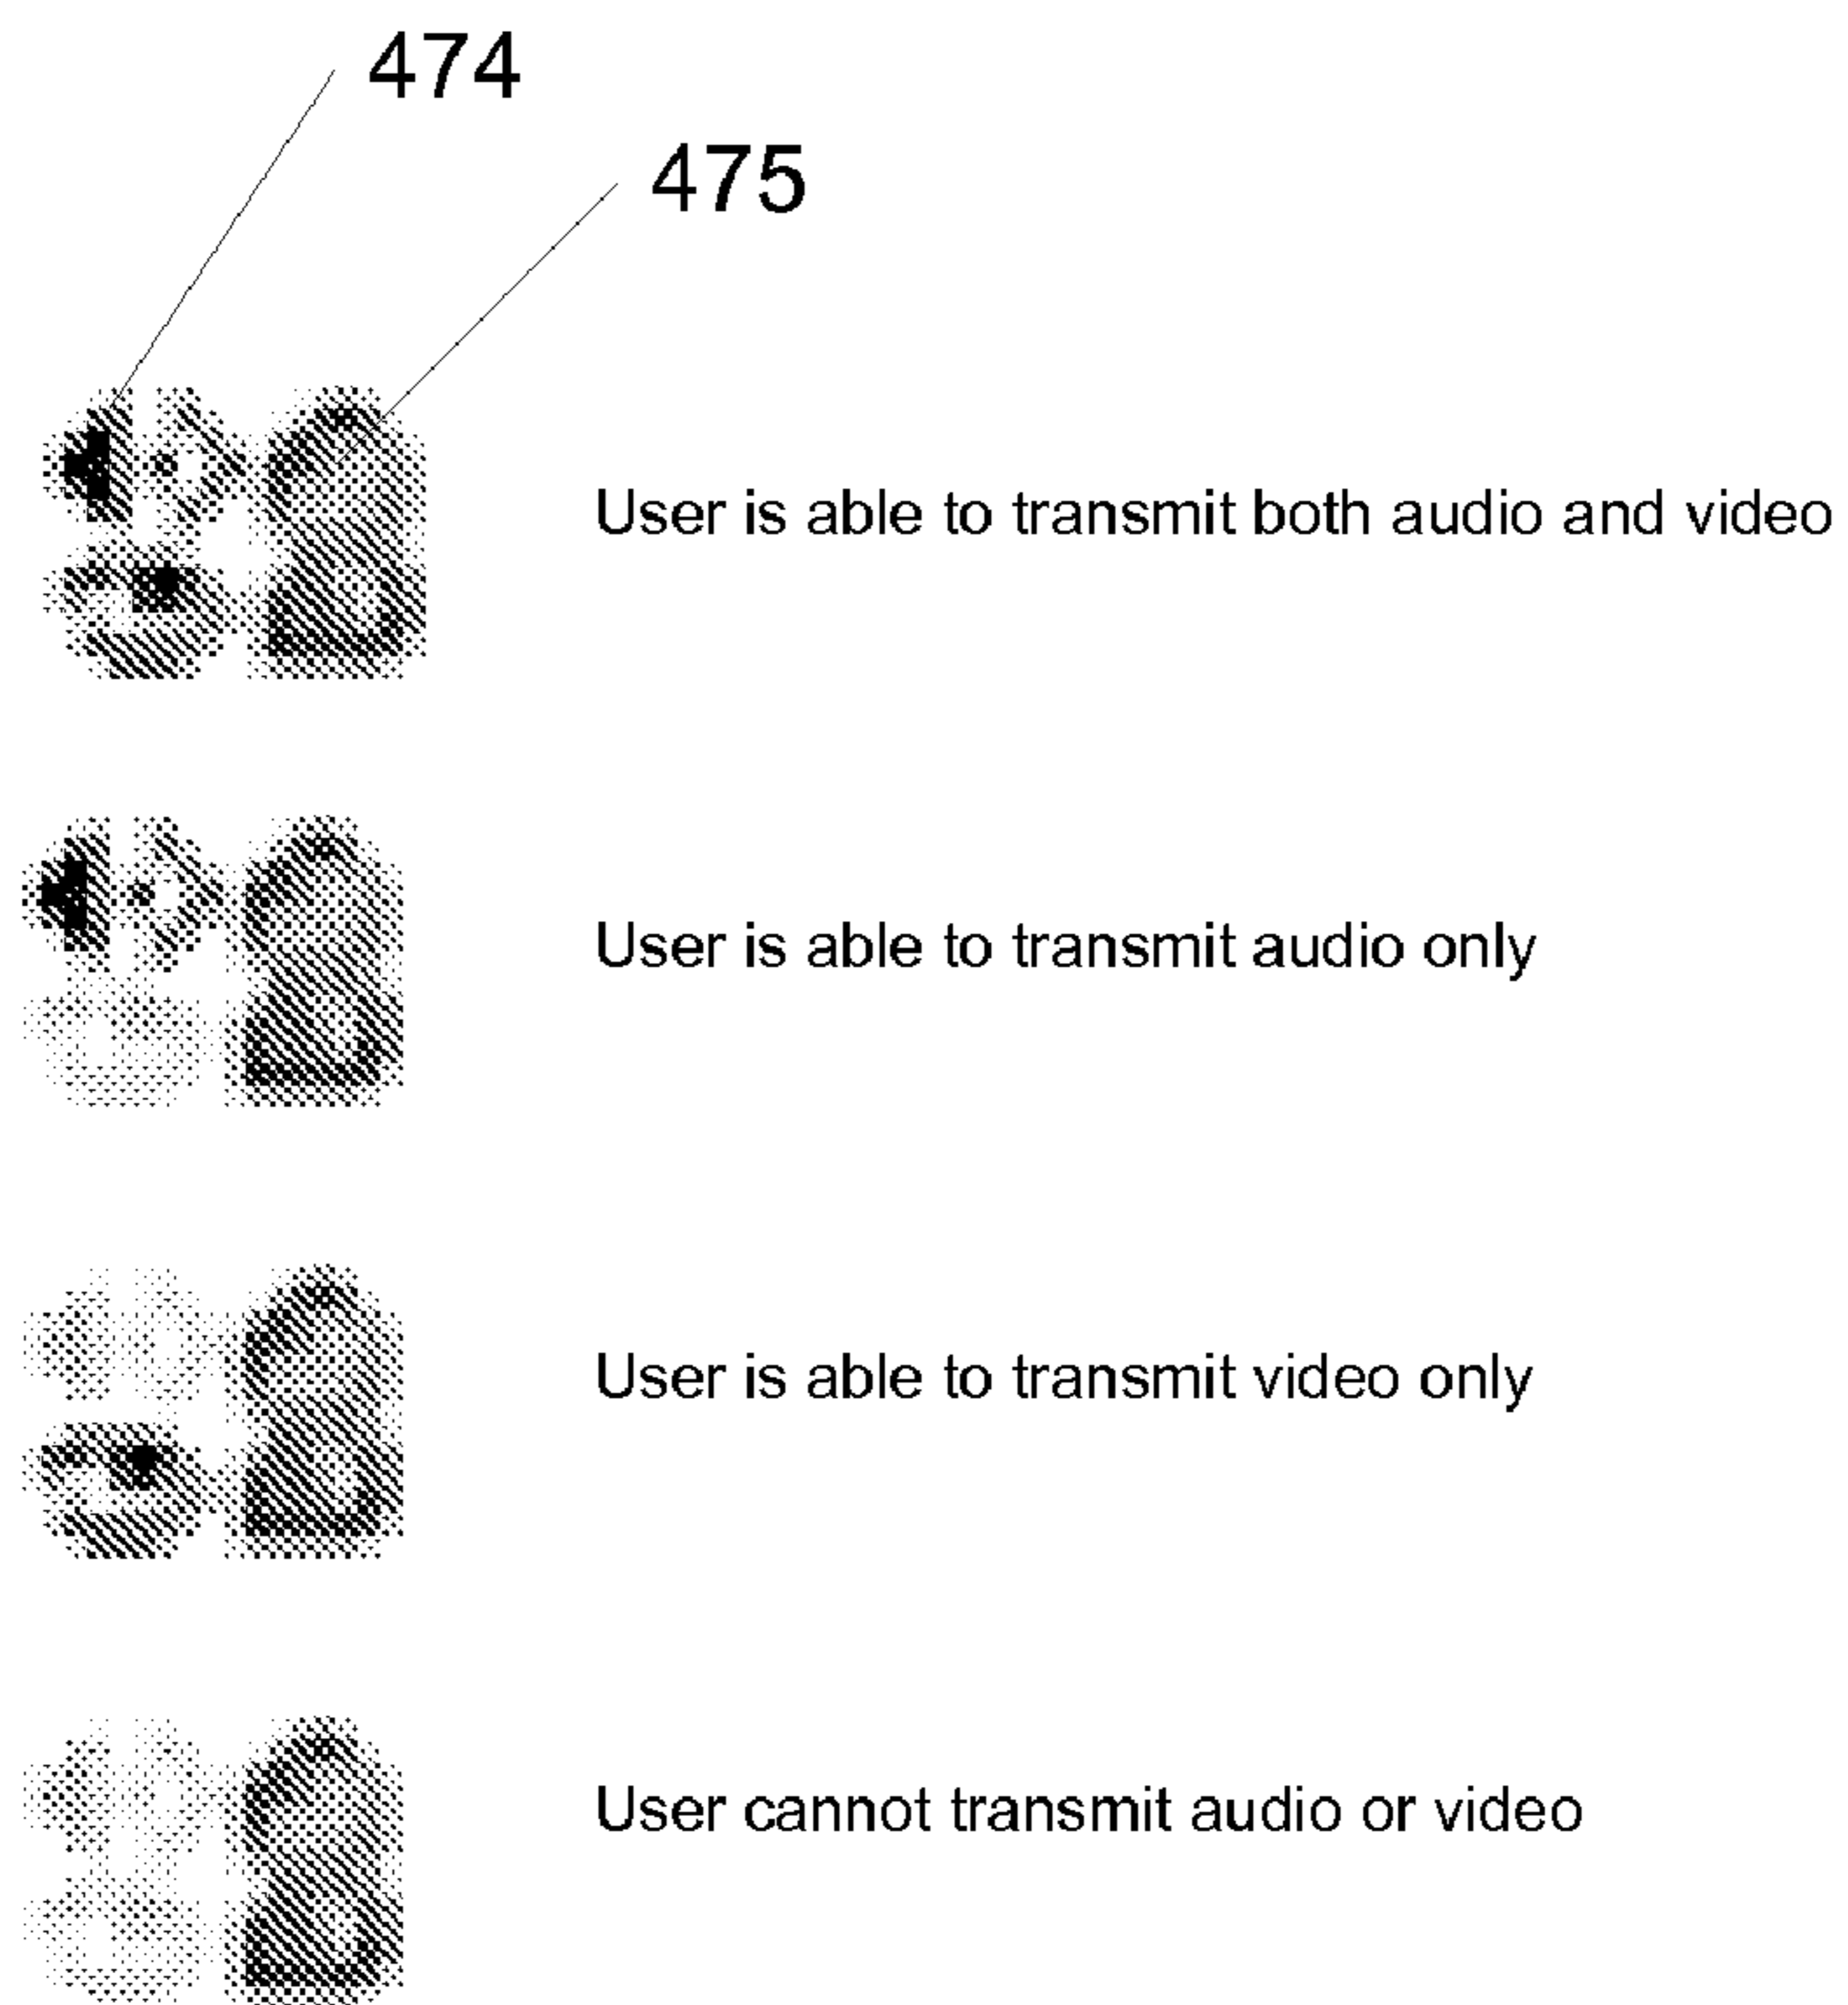 474
475
User is able to transmit both audio and video
User is able to transmit audio only
User is able to transmit video only
User cannot transmit audio or video